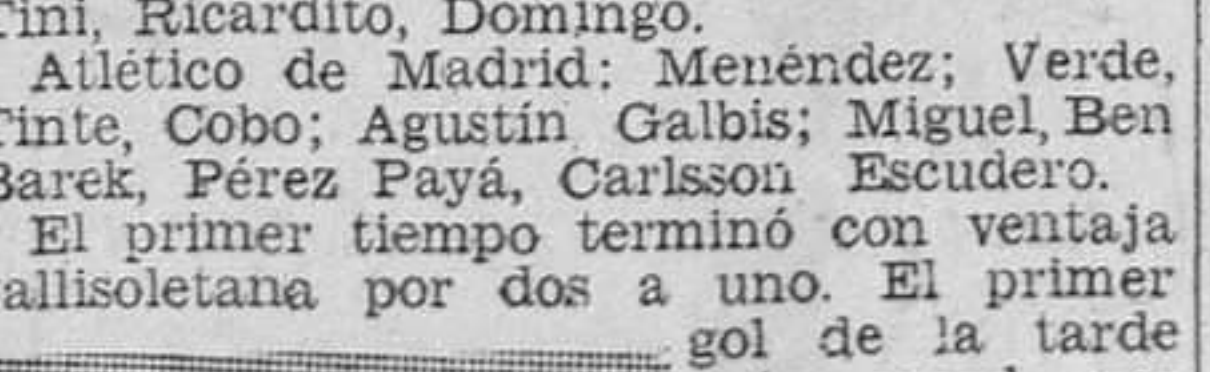 Tini, Ricardito, Domingo.
Atlético de Madrid: Menéndez; Verde,
Tinte, Cobo; Agustín Galbis; Miguel, Ben
Barek, Pérez Payá, Carlsson Escudero.
El primer tiempo terminó con ventaja
allisoletana por dos a uno. El primer
gol de la tarde